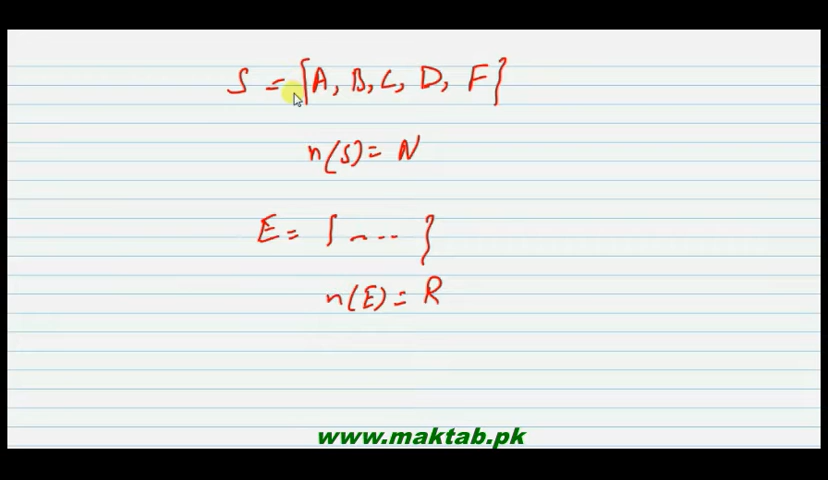 S = {A, B, C, D, F}
n(S) = N
E = { .... }
n(E) = R
www.maktab.pk